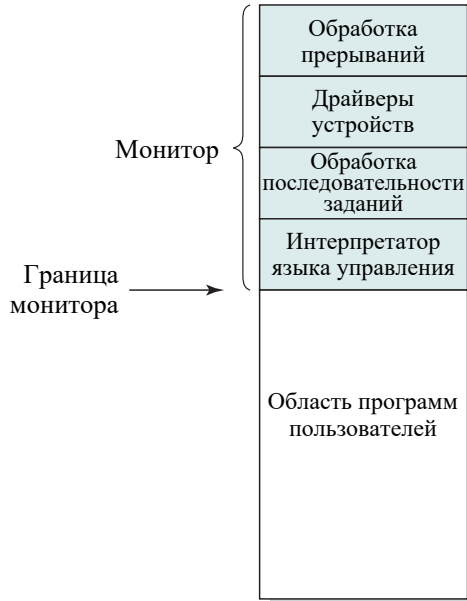 Обработка
прерываний
Драйверы
устройств
Монитор
Обработка
последовательности
заданий
Интерпретатор
языка управления
Граница
монитора
Область программ
пользователей